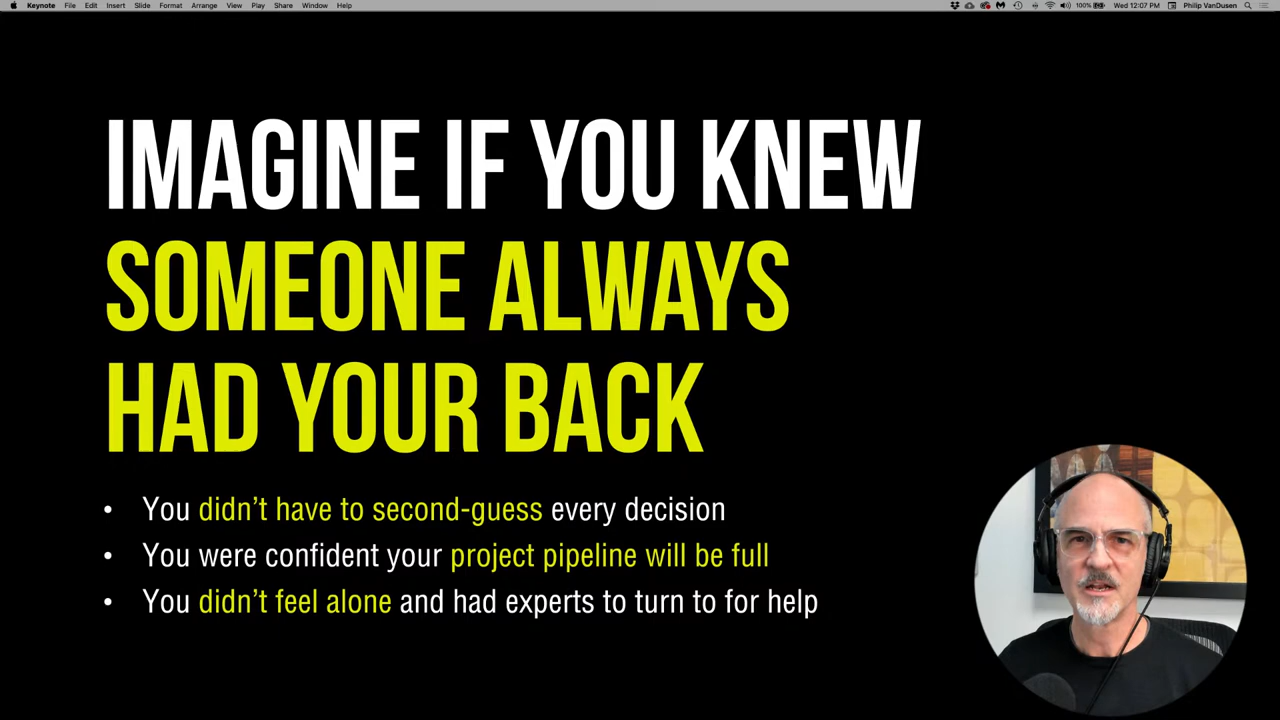 Keynote File Edit Insert Slide Format Arrange View Play Share Window Help 100% Wed 12:07 PM Philip VanDusen
IMAGINE IF YOU KNEW
SOMEONE ALWAYS
HAD YOUR BACK
• You didn't have to second-guess every decision
• You were confident your project pipeline will be full
• You didn't feel alone and had experts to turn to for help